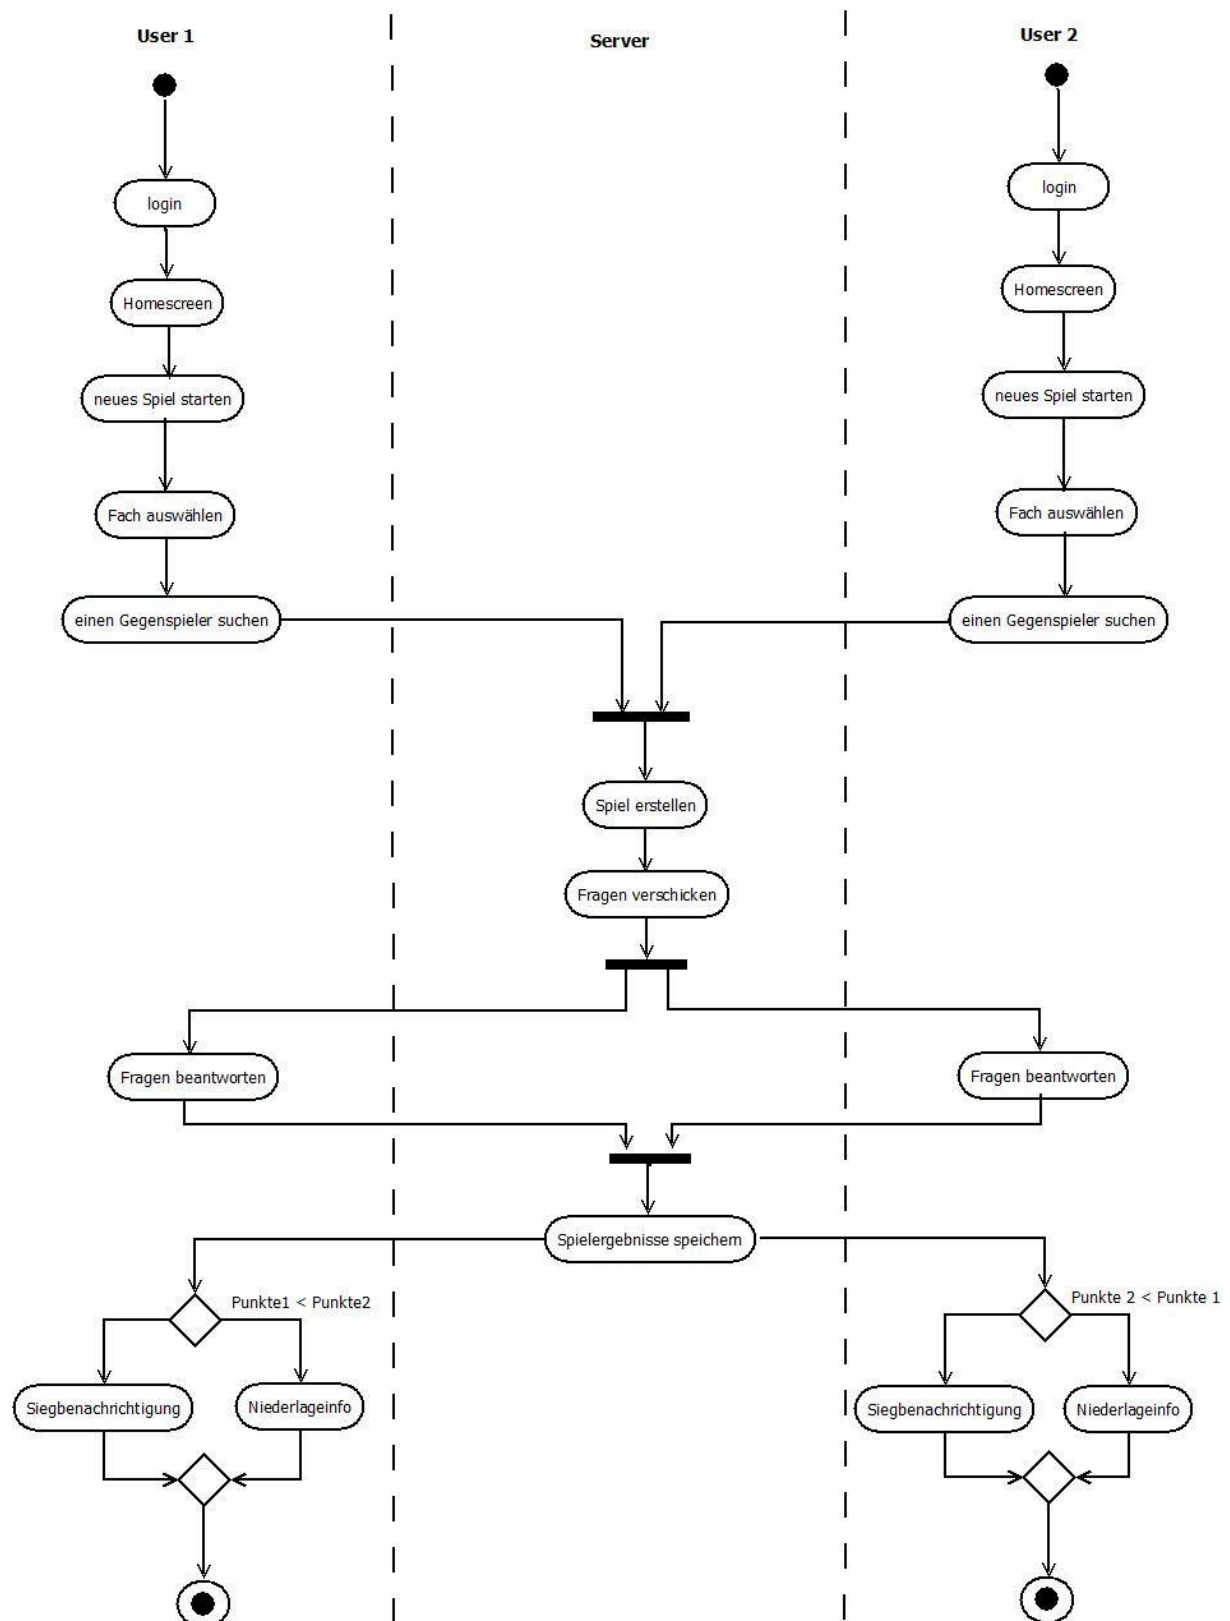 User 1
Server
User 2
login
login
Homescreen
Homescreen
neues Spiel starten
neues Spiel starten
Fach auswählen
Fach auswählen
einen Gegenspieler suchen
einen Gegenspieler suchen
Spiel erstellen
Fragen verschicken
Fragen beantworten
Fragen beantworten
Spielergebnisse speichern
Punkte1 < Punkte2
Punkte 2 < Punkte 1
Siegbenachrichtigung
Niederlageinfo
Siegbenachrichtigung
Niederlageinfo